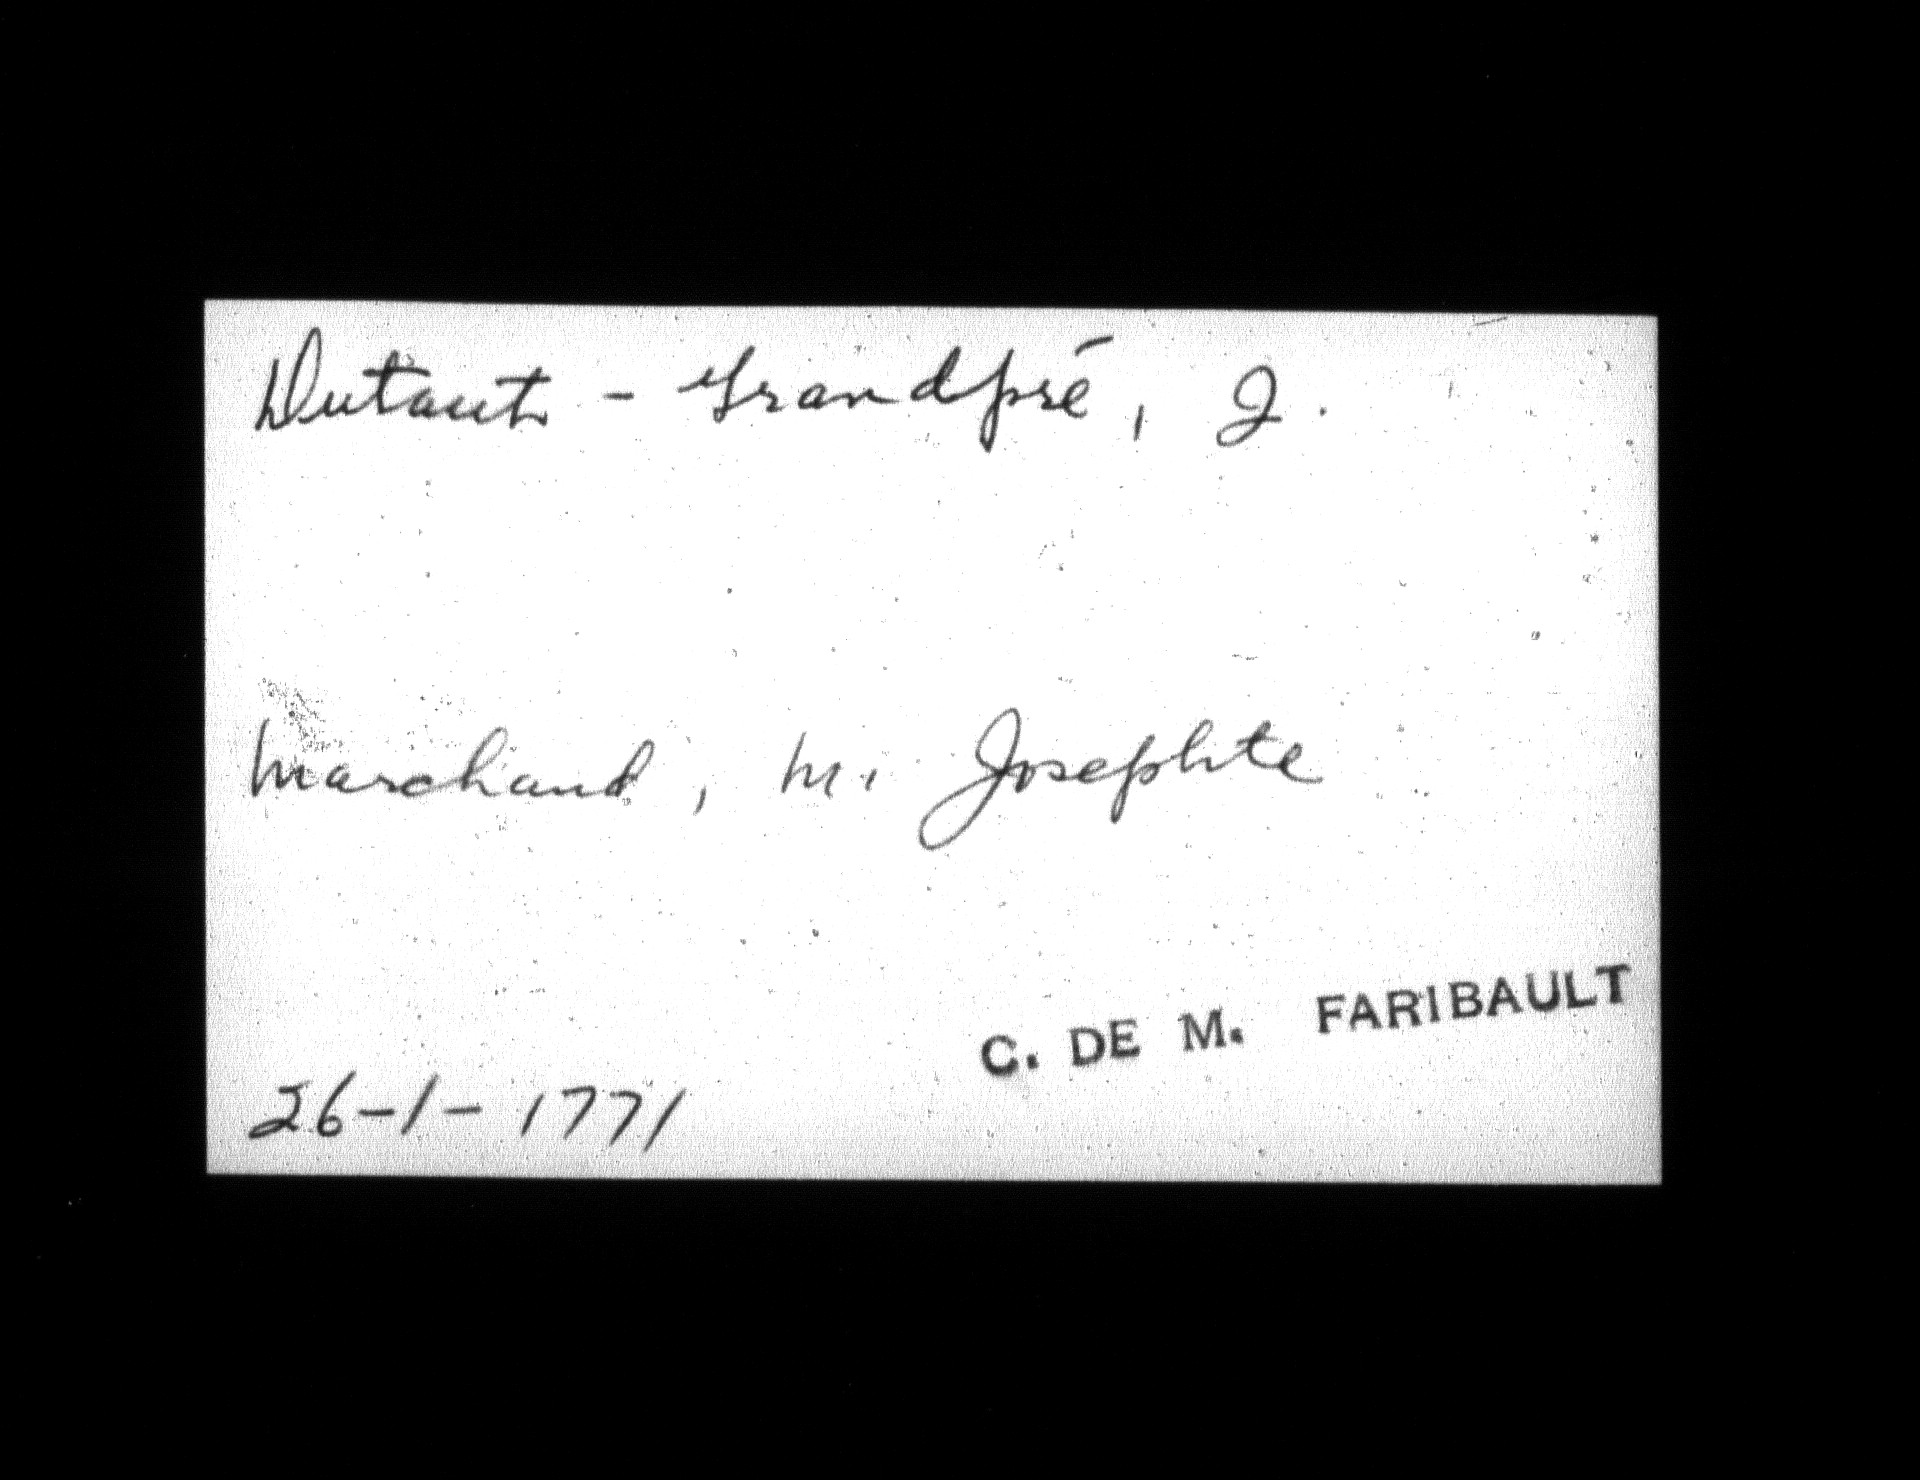 Dutaut - Grandpré, J.
Marchand, M. Josephte
C. DE M. FARIBAULT
26-1-1771